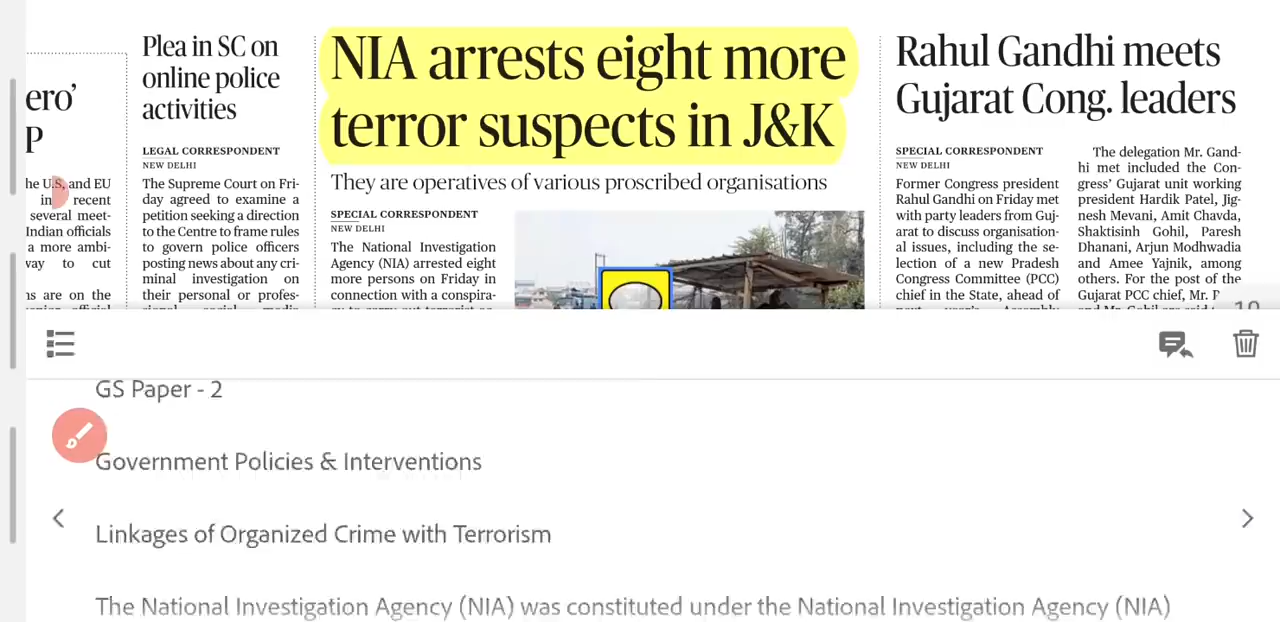 ero’
P
he U.S. and EU
in recent
several meet-
Indian officials
a more ambi-
way to cut
ns are on the
Plea in SC on
online police
activities
LEGAL CORRESPONDENT
NEW DELHI
The Supreme Court on Fri-
day agreed to examine a
petition seeking a direction
to the Centre to frame rules
to govern police officers
posting news about any cri-
minal investigation on
their personal or profes-
NIA arrests eight more
terror suspects in J&K
They are operatives of various proscribed organisations
SPECIAL CORRESPONDENT
NEW DELHI
The National Investigation
Agency (NIA) arrested eight
more persons on Friday in
connection with a conspira-
Rahul Gandhi meets
Gujarat Cong. leaders
SPECIAL CORRESPONDENT
NEW DELHI
Former Congress president
Rahul Gandhi on Friday met
with party leaders from Guj-
arat to discuss organisation-
al issues, including the se-
lection of a new Pradesh
Congress Committee (PCC)
chief in the State, ahead of
The delegation Mr. Gand-
hi met included the Con-
gress’ Gujarat unit working
president Hardik Patel, Jig-
nesh Mevani, Amit Chavda,
Shaktisinh Gohil, Paresh
Dhanani, Arjun Modhwadia
and Amee Yajnik, among
others. For the post of the
Gujarat PCC chief, Mr.
GS Paper - 2
Government Policies & Interventions
Linkages of Organized Crime with Terrorism
The National Investigation Agency (NIA) was constituted under the National Investigation Agency (NIA)